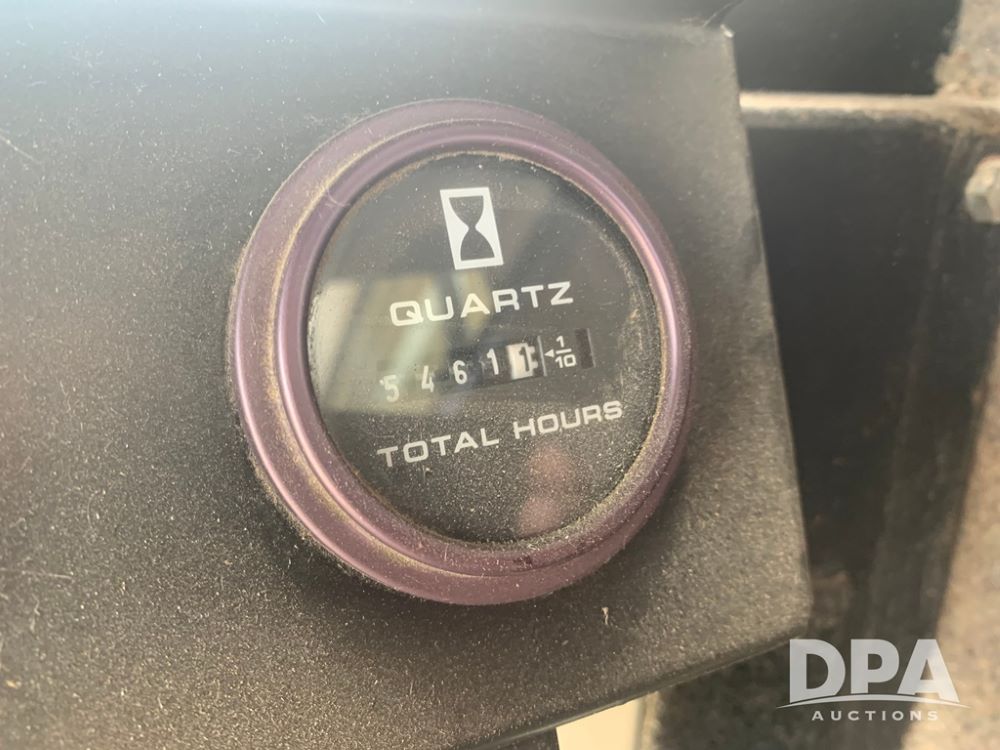 QUARTZ
5 4 6 1 1 ◄ 1/10
TOTAL HOURS
DPA
AUCTIONS